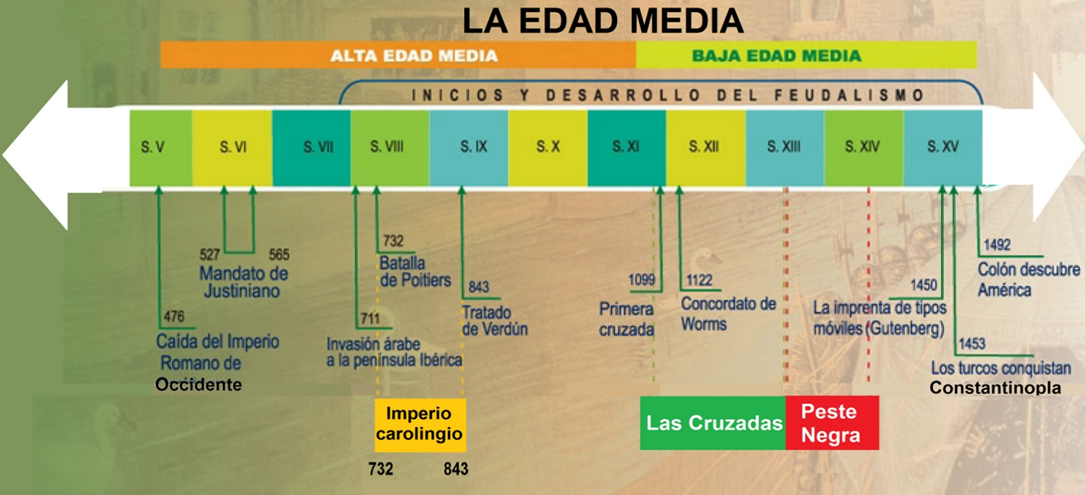 LA EDAD MEDIA
ALTA EDAD MEDIA
BAJA EDAD MEDIA
INICIOS Y DESARROLLO DEL FEUDALISMO
S. V
S. VI
S. VII
S. VIII
S. IX
S. X
S. XI
S. XII
S. XIII
S. XIV
S. XV
476
Caída del Imperio
Romano de
Occidente
527
565
Mandato de
Justiniano
711
Invasión árabe
a la península Ibérica
732
Batalla
de Poitiers
843
Tratado
de Verdún
1099
Primera
cruzada
1122
Concordato de
Worms
1450
La imprenta de tipos
móviles (Gutenberg)
1453
Los turcos conquistan
Constantinopla
1492
Colón descubre
América
Imperio
carolingio
732
843
Las Cruzadas
Peste
Negra